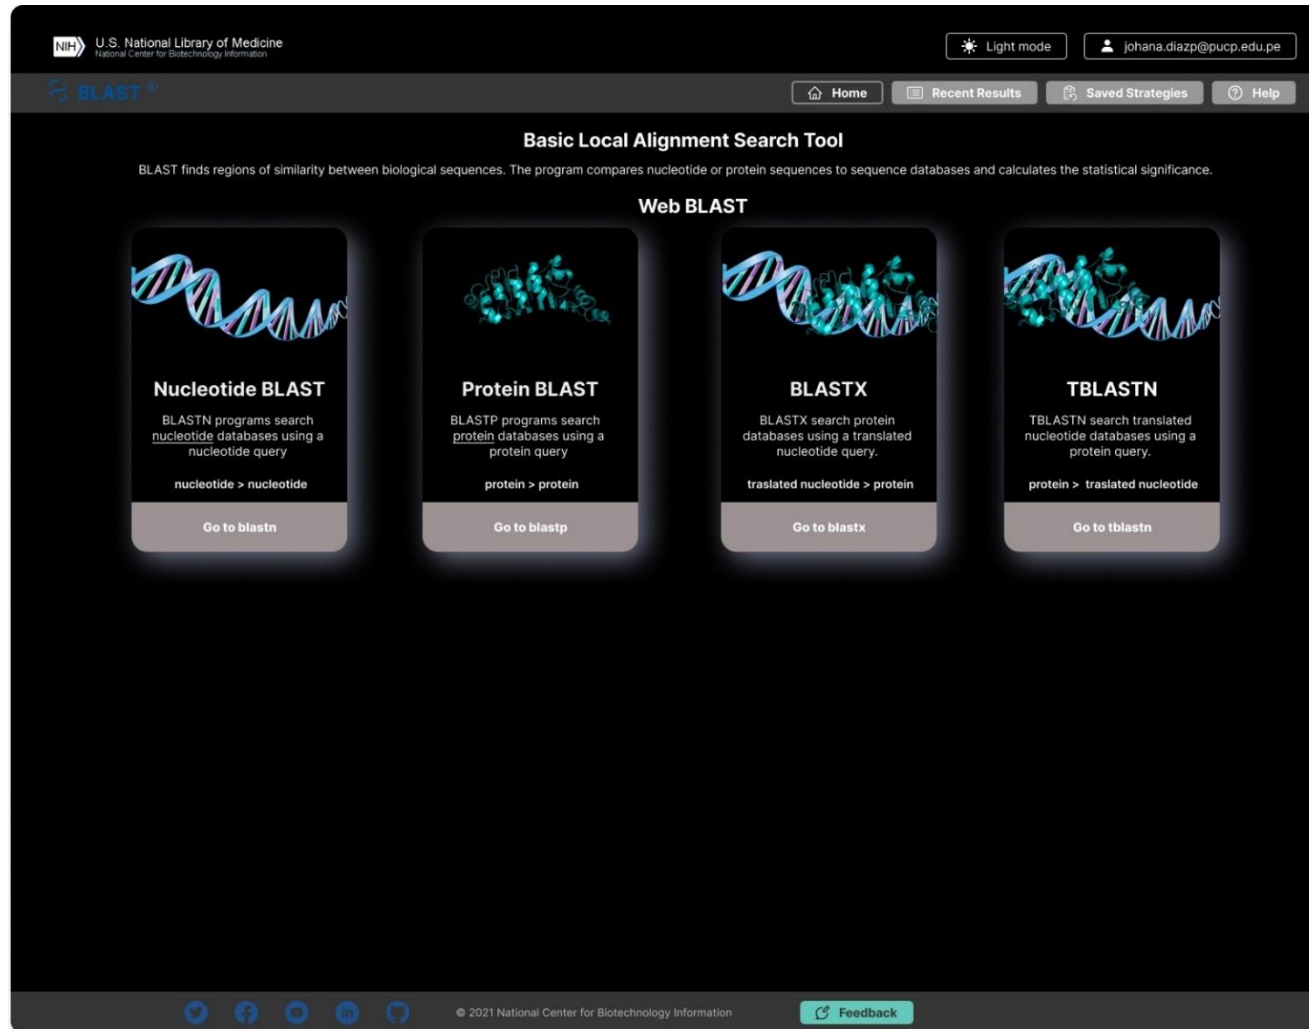 NIH U.S. National Library of Medicine
National Center for Biotechnology Information
Light mode
johana.diazp@pucp.edu.pe
BLAST ®
Home
Recent Results
Saved Strategies
Help
Basic Local Alignment Search Tool
BLAST finds regions of similarity between biological sequences. The program compares nucleotide or protein sequences to sequence databases and calculates the statistical significance.
Web BLAST
Nucleotide BLAST
BLASTN programs search
nucleotide databases using a
nucleotide query
nucleotide > nucleotide
Go to blastn
Protein BLAST
BLASTP programs search
protein databases using a
protein query
protein > protein
Go to blastp
BLASTX
BLASTX search protein
databases using a translated
nucleotide query.
traslated nucleotide > protein
Go to blastx
TBLASTN
TBLASTN search translated
nucleotide databases using a
protein query.
protein > traslated nucleotide
Go to tblastn
© 2021 National Center for Biotechnology Information
Feedback